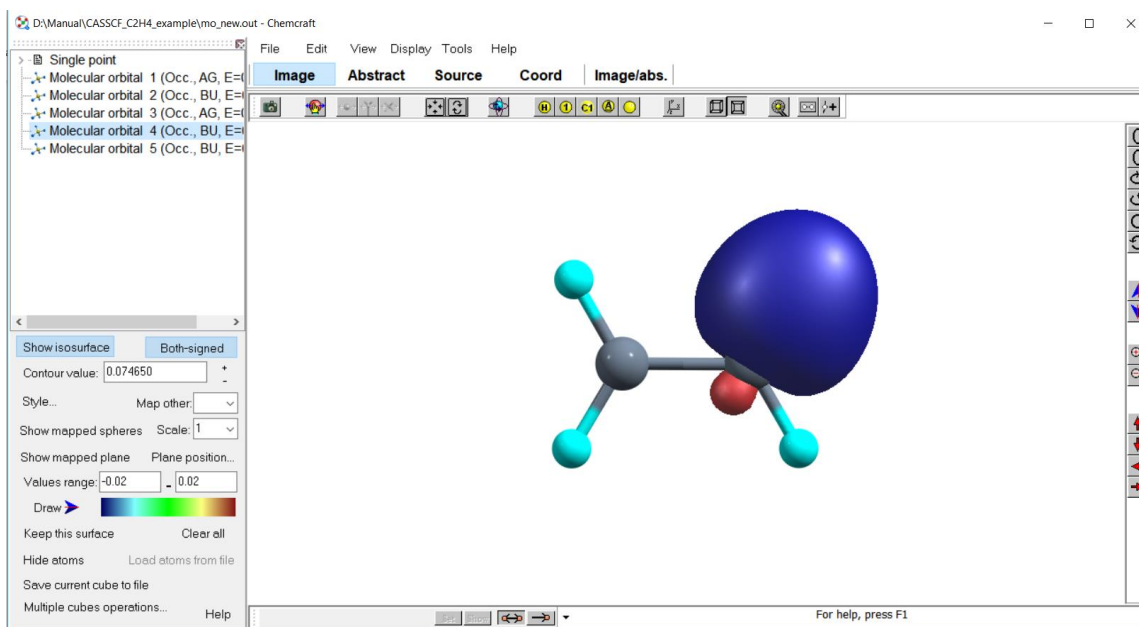 D:\Manual\CASSCF_C2H4_example\mo_new.out - Chemcraft
File Edit View Display Tools Help
Image Abstract Source Coord Image/abs.
Single point
Molecular orbital 1 (Occ., AG, E=
Molecular orbital 2 (Occ., BU, E=
Molecular orbital 3 (Occ., AG, E=
Molecular orbital 4 (Occ., BU, E=
Molecular orbital 5 (Occ., BU, E=
Show isosurface Both-signed
Contour value: 0.074650 + -
Style... Map other:
Show mapped spheres Scale: 1
Show mapped plane Plane position...
Values range: -0.02 - 0.02
Draw
Keep this surface Clear all
Hide atoms Load atoms from file
Save current cube to file
Multiple cubes operations... Help
Set Show
For help, press F1